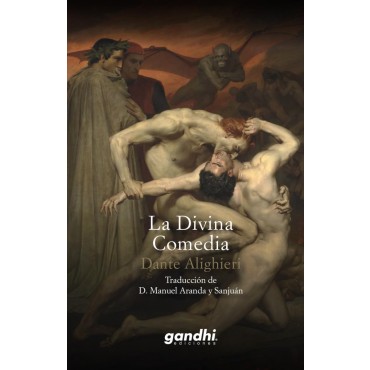 La Divina
Comedia
Dante Alighieri
Traducción de
D. Manuel Aranda y Sanjuán
gandhi
ediciones